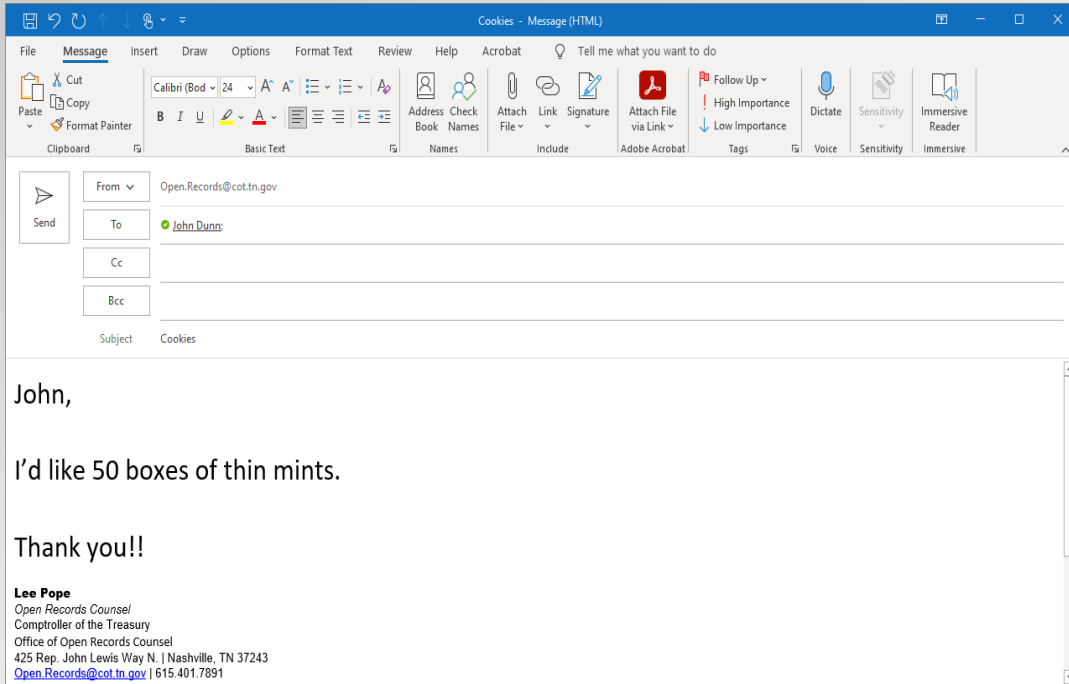 Cookies - Message (HTML)
File Message Insert Draw Options Format Text Review Help Acrobat Tell me what you want to do
Paste
Cut
Copy
Format Painter
Clipboard
Calibri (Bod 24 A A
B I U A
Basic Text
Address Book
Check Names
Names
Attach File
Link
Signature
Include
Attach File via Link
Adobe Acrobat
Follow Up
High Importance
Low Importance
Tags
Dictate
Voice
Sensitivity
Sensitivity
Immersive Reader
Immersive
Send
From Open.Records@cot.tn.gov
To John Dunn;
Cc
Bcc
Subject Cookies
John,
I'd like 50 boxes of thin mints.
Thank you!!
Lee Pope
Open Records Counsel
Comptroller of the Treasury
Office of Open Records Counsel
425 Rep. John Lewis Way N. | Nashville, TN 37243
Open.Records@cot.tn.gov | 615.401.7891